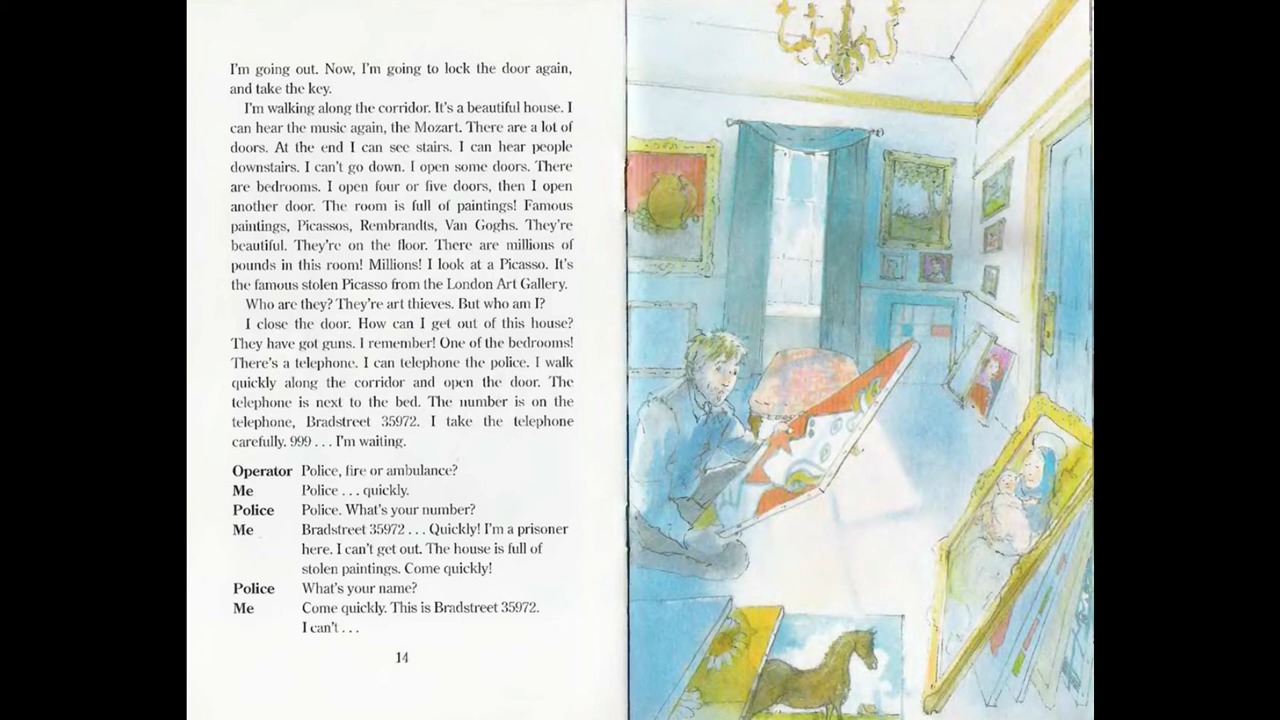 I'm going out. Now, I'm going to lock the door again,
and take the key.
I'm walking along the corridor. It's a beautiful house. I
can hear the music again, the Mozart. There are a lot of
doors. At the end I can see stairs. I can hear people
downstairs. I can't go down. I open some doors. There
are bedrooms. I open four or five doors, then I open
another door. The room is full of paintings! Famous
paintings, Picassos, Rembrandts, Van Goghs. They're
beautiful. They're on the floor. There are millions of
pounds in this room! Millions! I look at a Picasso. It's
the famous stolen Picasso from the London Art Gallery.
Who are they? They're art thieves. But who am I?
I close the door. How can I get out of this house?
They have got guns. I remember! One of the bedrooms!
There's a telephone. I can telephone the police. I walk
quickly along the corridor and open the door. The
telephone is next to the bed. The number is on the
telephone, Bradstreet 35972. I take the telephone
carefully. 999 . . . I'm waiting.
Operator Police, fire or ambulance?
Me Police . . . quickly.
Police Police. What's your number?
Me Bradstreet 35972 . . . Quickly! I'm a prisoner
here. I can't get out. The house is full of
stolen paintings. Come quickly!
Police What's your name?
Me Come quickly. This is Bradstreet 35972.
I can't . . .
14